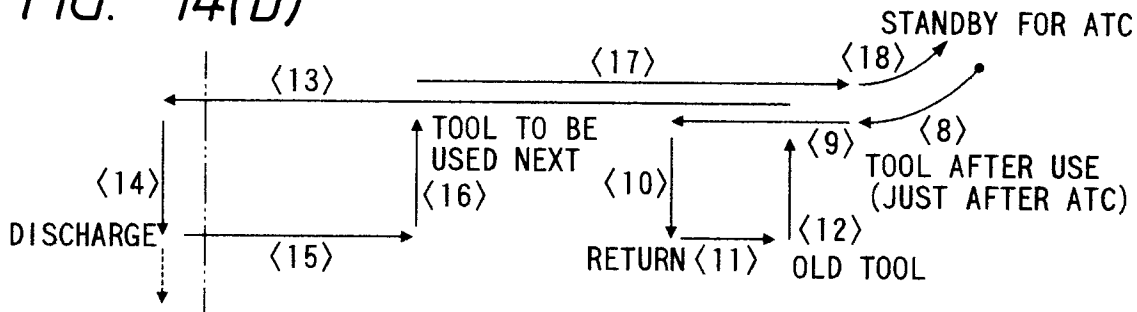 FIG. 14(b)
STANDBY FOR ATC
⟨13⟩
⟨17⟩
⟨18⟩
⟨8⟩
⟨9⟩
TOOL TO BE
USED NEXT
TOOL AFTER USE
(JUST AFTER ATC)
⟨14⟩
⟨16⟩
⟨10⟩
⟨12⟩
DISCHARGE
⟨15⟩
RETURN
⟨11⟩
OLD TOOL